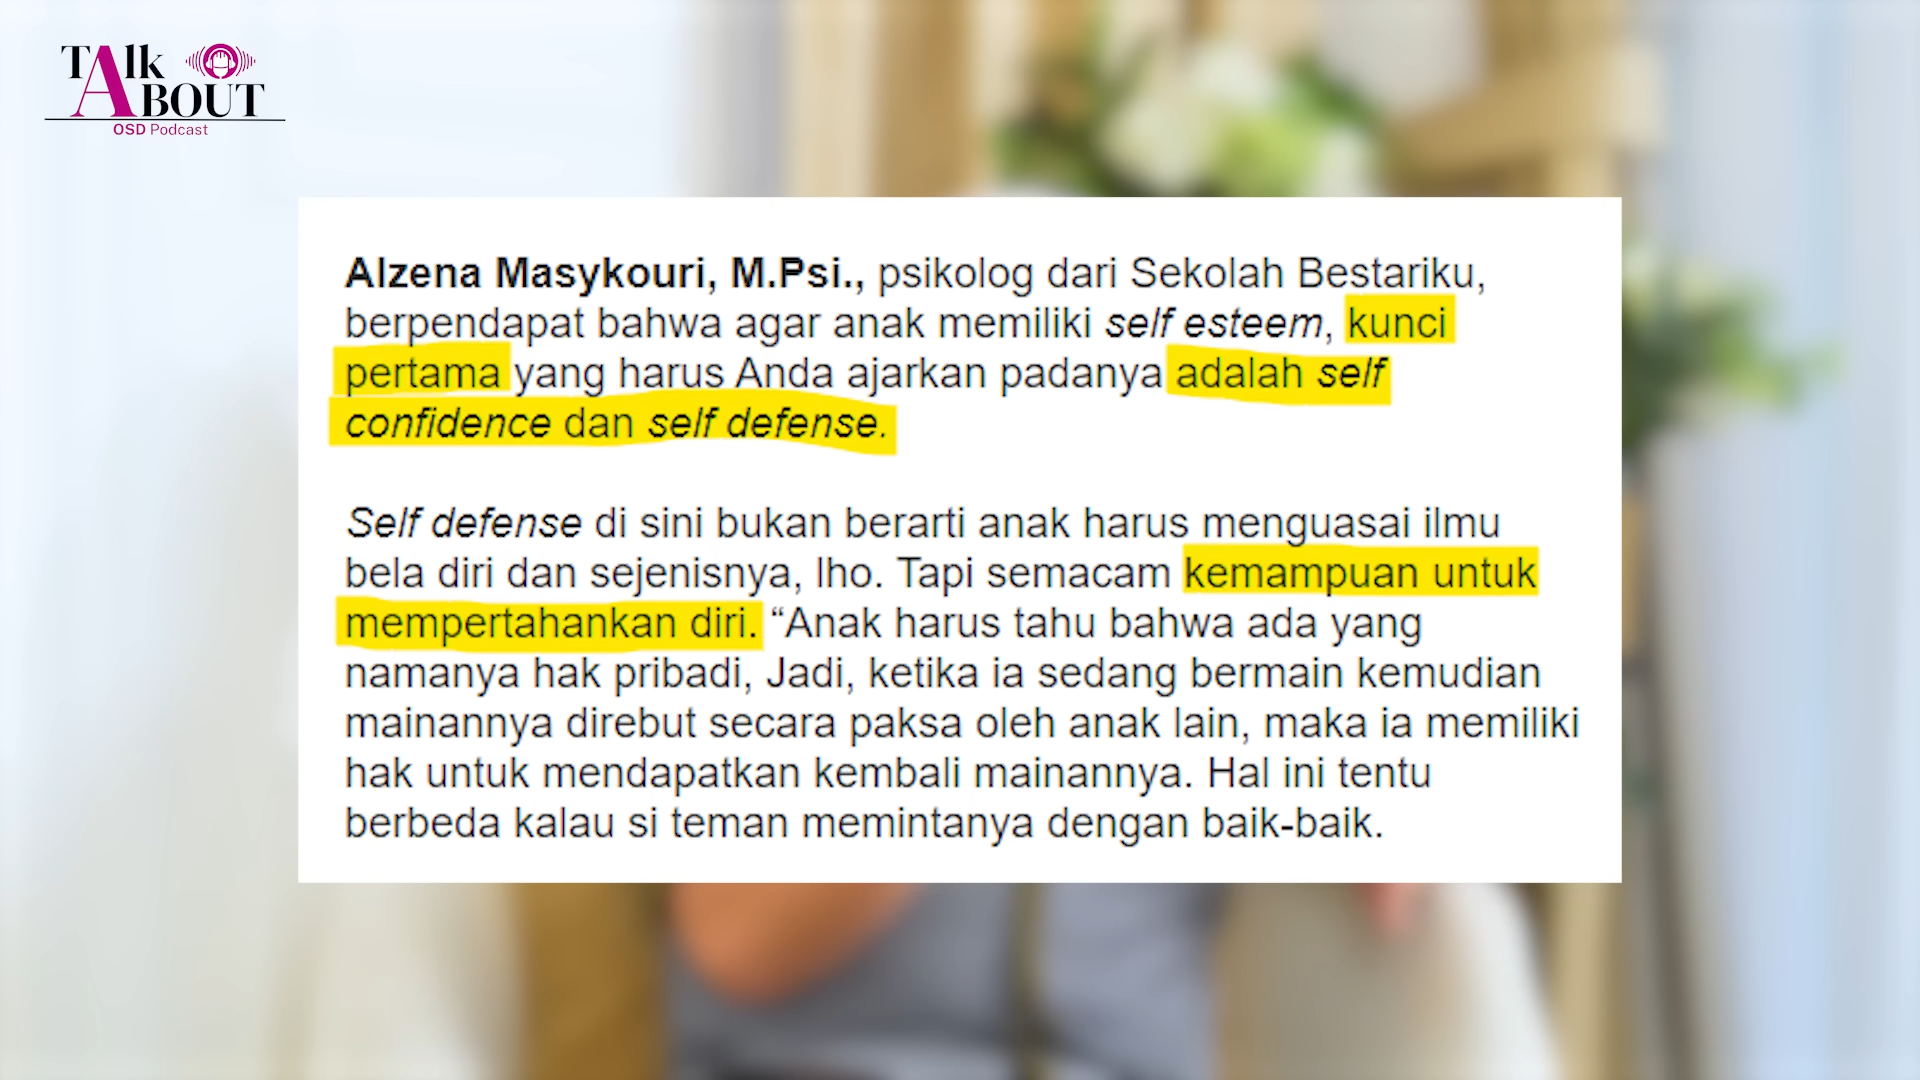 TAlk
ABOUT
OSD Podcast
Alzena Masykouri, M.Psi., psikolog dari Sekolah Bestariku,
berpendapat bahwa agar anak memiliki self esteem, kunci
pertama yang harus Anda ajarkan padanya adalah self
confidence dan self defense.
Self defense di sini bukan berarti anak harus menguasai ilmu
bela diri dan sejenisnya, lho. Tapi semacam kemampuan untuk
mempertahankan diri. “Anak harus tahu bahwa ada yang
namanya hak pribadi, Jadi, ketika ia sedang bermain kemudian
mainannya direbut secara paksa oleh anak lain, maka ia memiliki
hak untuk mendapatkan kembali mainannya. Hal ini tentu
berbeda kalau si teman memintanya dengan baik-baik.